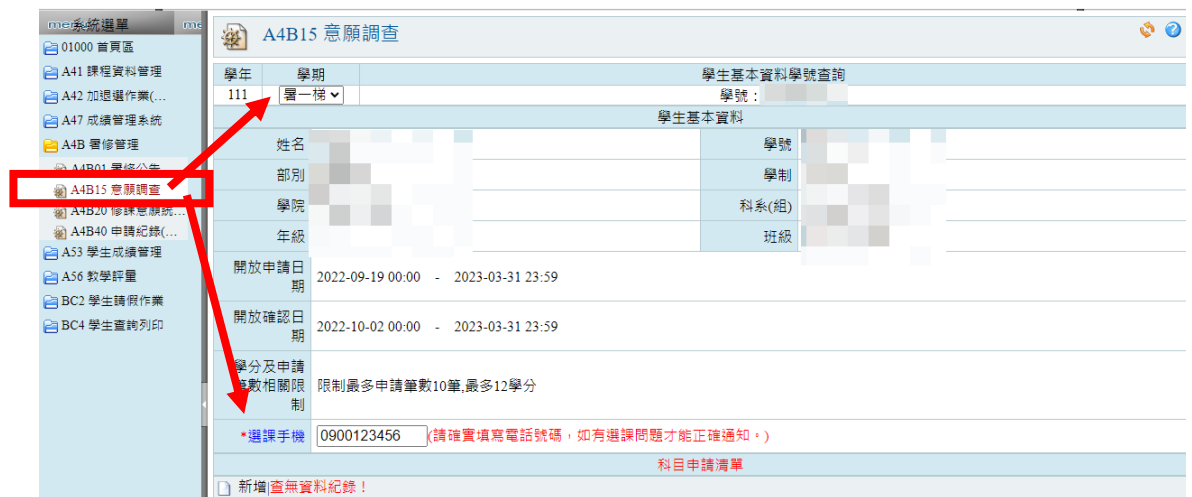 系統選單
01000 首頁區
A41 課程資料管理
A42 加退選作業(...
A47 成績管理系統
A4B 暑修管理
A4B01 暑修公告
A4B15 意願調查
A4B20 修課意願統...
A4B40 申請紀錄(...
A53 學生成績管理
A56 教學評量
BC2 學生請假作業
BC4 學生查詢列印
A4B15 意願調查
學年 學期 學生基本資料學號查詢
111 暑一梯 學號：
學生基本資料
姓名 學號
部別 學制
學院 科系(組)
年級 班級
開放申請日期 2022-09-19 00:00 - 2023-03-31 23:59
開放確認日期 2022-10-02 00:00 - 2023-03-31 23:59
學分及申請筆數相關限制 限制最多申請筆數10筆,最多12學分
*選課手機 0900123456 (請確實填寫電話號碼，如有選課問題才能正確通知。)
科目申請清單
新增|查無資料紀錄！